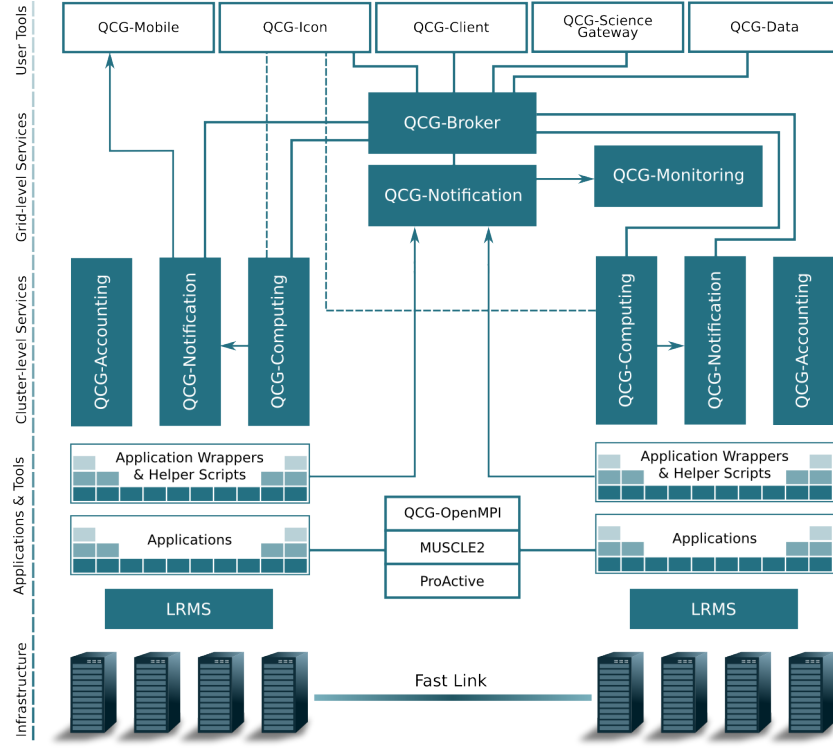 User Tools
QCG-Mobile
QCG-Icon
QCG-Client
QCG-Science
Gateway
QCG-Data
Grid-level Services
QCG-Broker
QCG-Notification
QCG-Monitoring
Cluster-level Services
QCG-Accounting
QCG-Notification
QCG-Computing
QCG-Computing
QCG-Notification
QCG-Accounting
Applications & Tools
Application Wrappers
& Helper Scripts
Application Wrappers
& Helper Scripts
QCG-OpenMPI
Applications
MUSCLE2
Applications
ProActive
LRMS
LRMS
Infrastructure
Fast Link